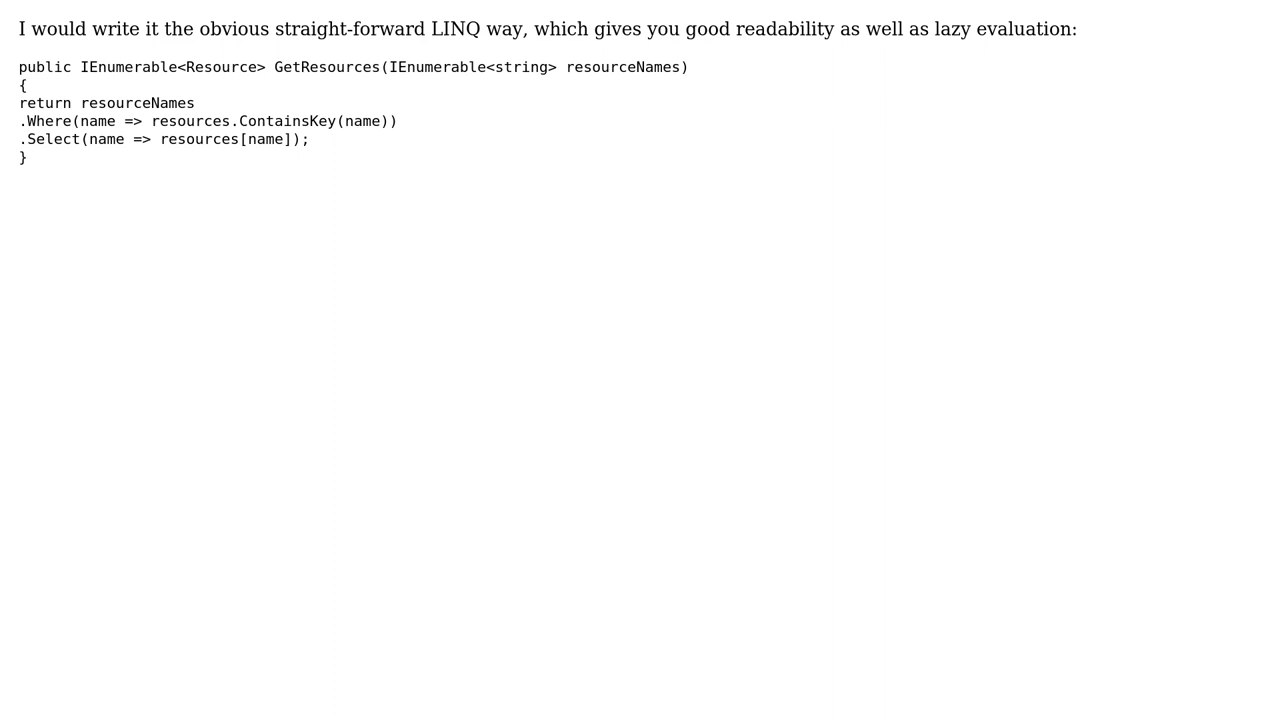 I would write it the obvious straight-forward LINQ way, which gives you good readability as well as lazy evaluation:
public IEnumerable<Resource> GetResources(IEnumerable<string> resourceNames)
{
return resourceNames
.Where(name => resources.ContainsKey(name))
.Select(name => resources[name]);
}